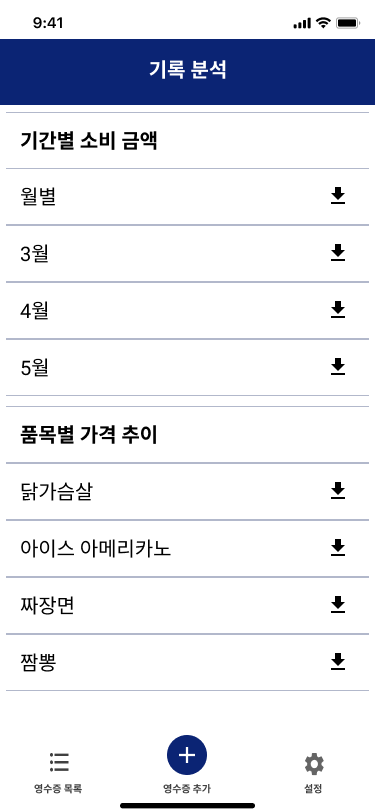 9:41
기록 분석
기간별 소비 금액
월별
3월
4월
5월
품목별 가격 추이
닭가슴살
아이스 아메리카노
짜장면
짬뽕
영수증 목록
영수증 추가
설정